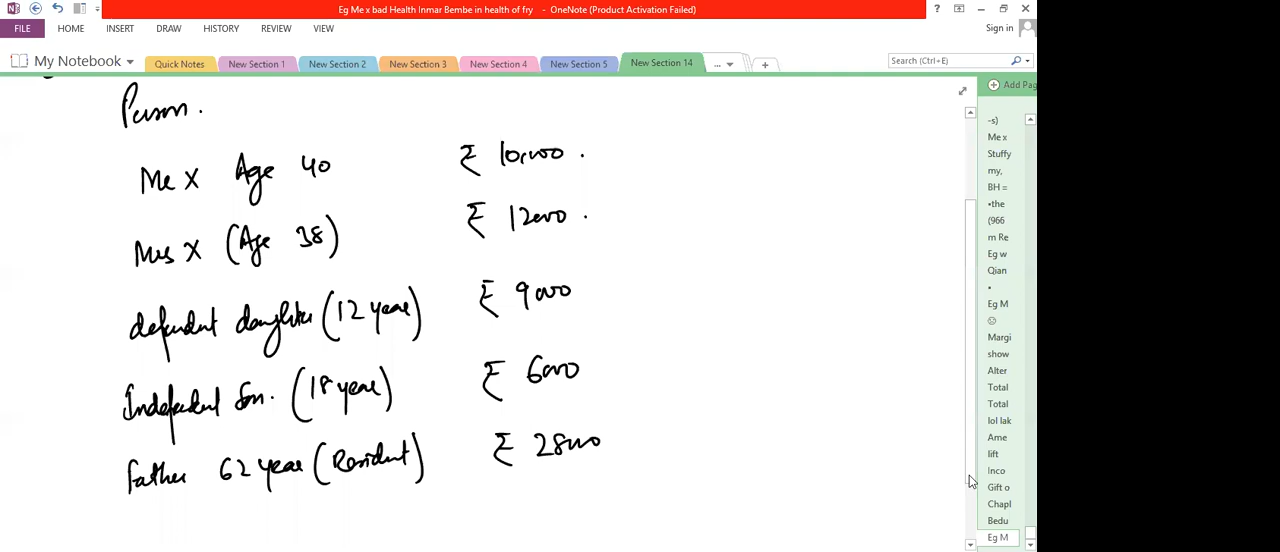 Eg Me x bad Health Inmar Bembe in health of fry - OneNote (Product Activation Failed)
Sign in
FILE HOME INSERT DRAW HISTORY REVIEW VIEW
My Notebook Quick Notes New Section 1 New Section 2 New Section 3 New Section 4 New Section 5 New Section 14 ... Search (Ctrl+E)
Add Pag
Person.
Me X Age 40 ₹ 10,000.
Mrs X (Age 38) ₹ 12000.
defendent daughter (12 year) ₹ 9000
Independent Son. (18 year) ₹ 6000
Father 62 year (Resident) ₹ 28000
-s)
Me x
Stuffy
my,
BH =
•the
(966
m Re
Eg w
Qian
•
Eg M
☹
Margi
show
Alter
Total
Total
lol lak
Ame
lift
Inco
Gift o
Chapl
Bedu
Eg M